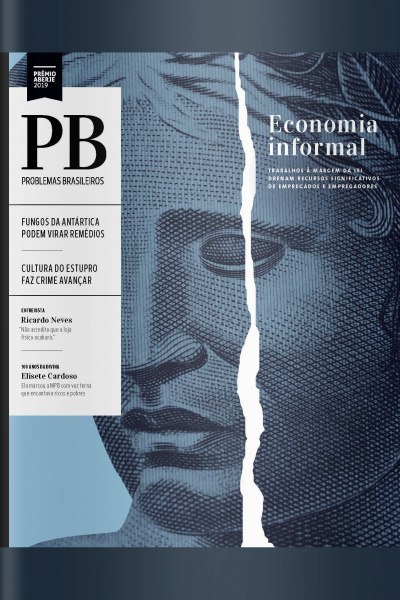 PRÊMIO
ABERJE
2019
PB
PROBLEMAS BRASILEIROS
FUNGOS DA ANTÁRTICA
PODEM VIRAR REMÉDIOS
CULTURA DO ESTUPRO
FAZ CRIME AVANÇAR
ENTREVISTA
Ricardo Neves
"Não acredito que a loja
física acabará."
100 ANOS DA DIVINA
Elisete Cardoso
Ela marcou a MPB com voz terna
que encantava ricos e pobres
Economia
informal
TRABALHOS À MARGEM DA LEI
DRENAM RECURSOS SIGNIFICATIVOS
DE EMPREGADOS E EMPREGADORES